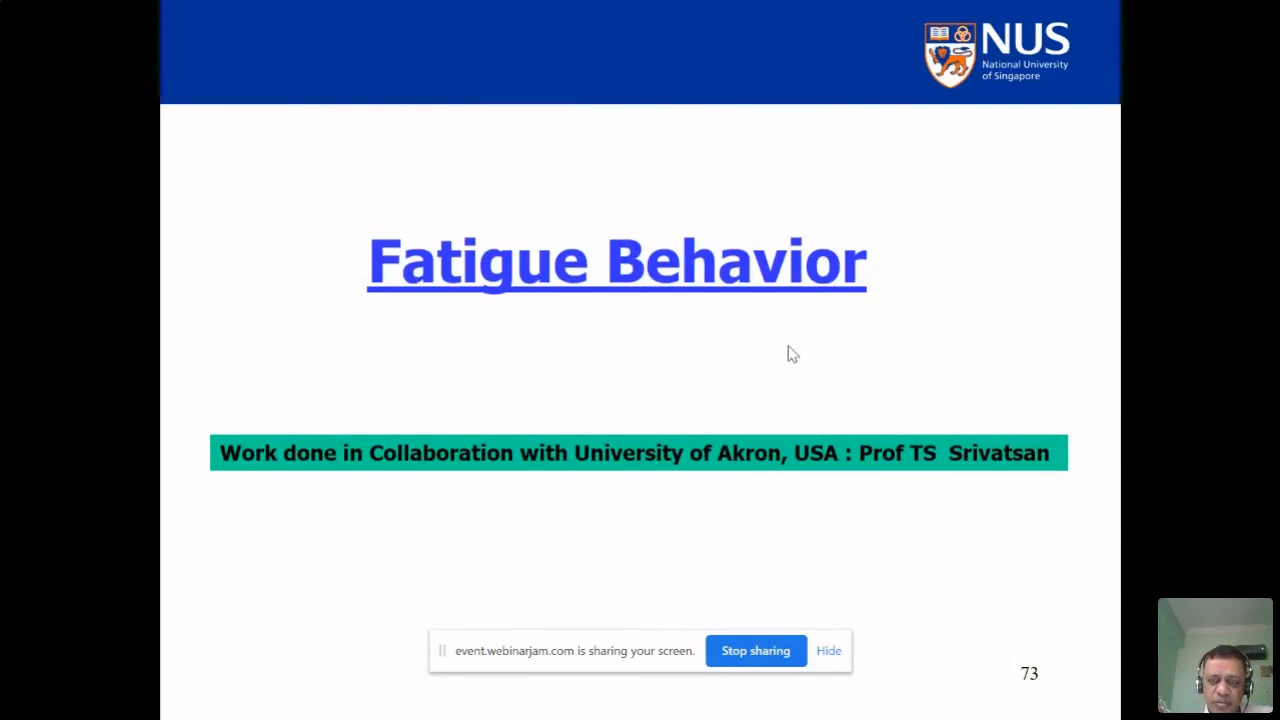 NUS
National University
of Singapore
Fatigue Behavior
Work done in Collaboration with University of Akron, USA : Prof TS Srivatsan
event.webinarjam.com is sharing your screen.
Stop sharing
Hide
73